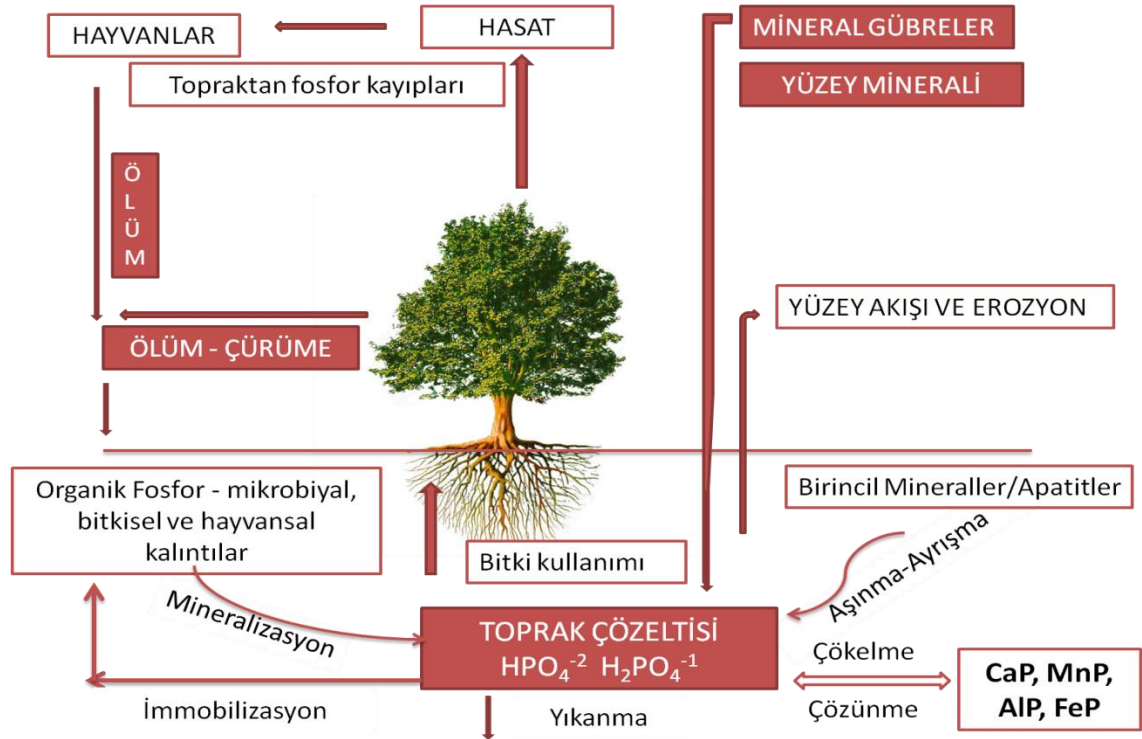 HAYVANLAR
HASAT
MİNERAL GÜBRELER
Topraktan fosfor kayıpları
YÜZEY MİNERALİ
Ö
L
Ü
M
YÜZEY AKIŞI VE EROZYON
ÖLÜM - ÇÜRÜME
Organik Fosfor - mikrobiyal,
bitkisel ve hayvansal
kalıntılar
Birincil Mineraller/Apatitler
Bitki kullanımı
Aşınma-Ayrışma
Mineralizasyon
TOPRAK ÇÖZELTİSİ
HPO₄⁻² H₂PO₄⁻¹
Çökelme
Çözünme
CaP, MnP,
AlP, FeP
İmmobilizasyon
Yıkanma